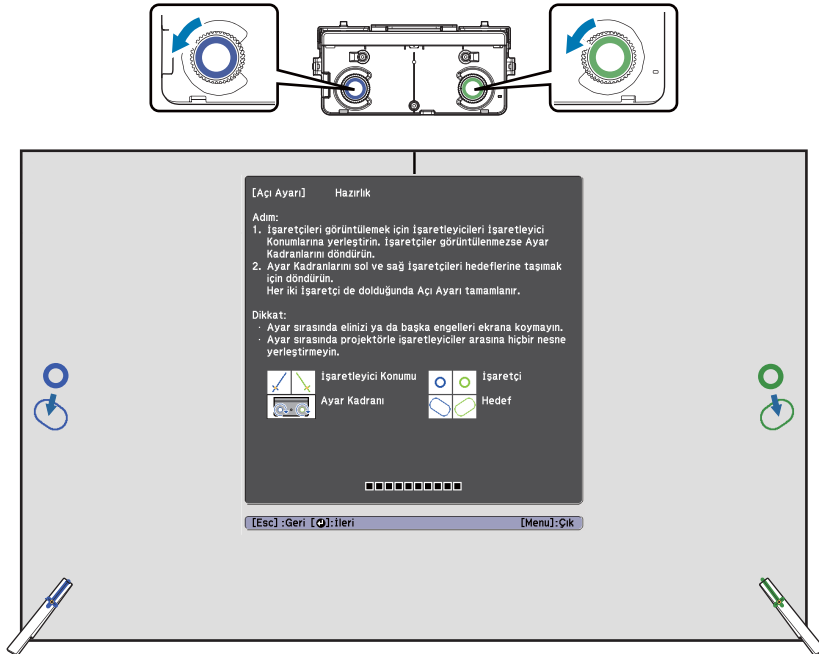 [Açı Ayarı] Hazırlık
Adım:
1. İşaretçileri görüntülemek için İşaretleyicileri İşaretleyici
Konumlarına yerleştirin. İşaretçiler görüntülenmezse Ayar
Kadranlarını döndürün.
2. Ayar Kadranlarını sol ve sağ İşaretçileri hedeflerine taşımak
için döndürün.
Her iki İşaretçi de dolduğunda Açı Ayarı tamamlanır.
Dikkat:
· Ayar sırasında elinizi ya da başka engelleri ekrana koymayın.
· Ayar sırasında projektörle işaretleyiciler arasına hiçbir nesne
yerleştirmeyin.
İşaretleyici Konumu İşaretçi
Ayar Kadranı Hedef
[Esc] :Geri [⏎]:İleri [Menu]:Çık